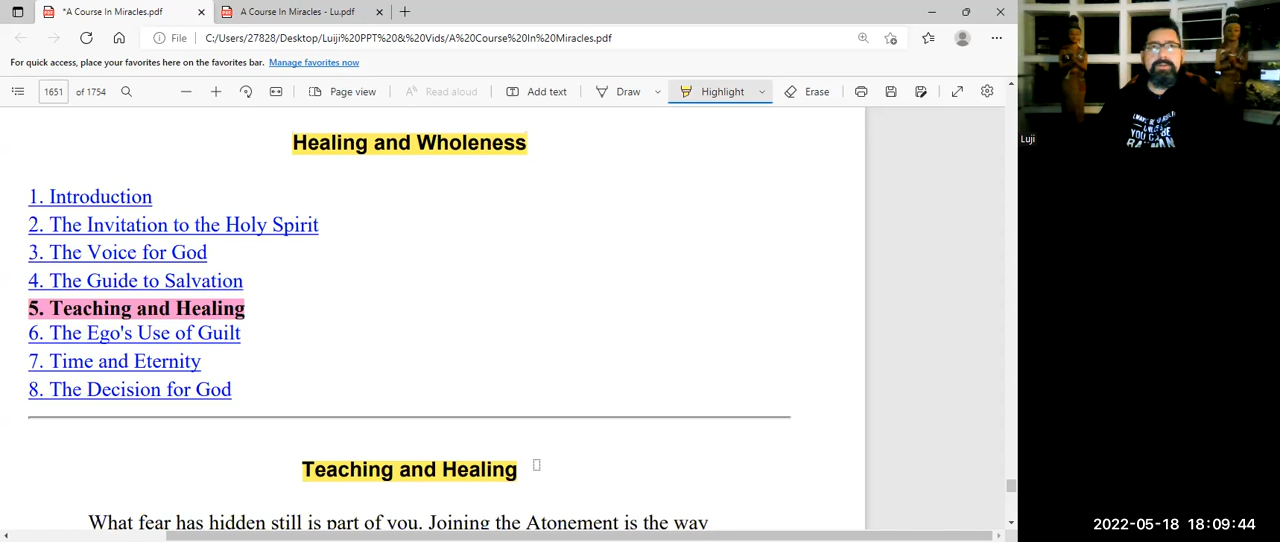 *A Course In Miracles.pdf
A Course In Miracles - Lu.pdf
File
C:/Users/27828/Desktop/Luiji%20PPT%20&%20Vids/A%20Course%20In%20Miracles.pdf
For quick access, place your favorites here on the favorites bar. Manage favorites now
1651 of 1754
Page view
Read aloud
Add text
Draw
Highlight
Erase
Healing and Wholeness
1. Introduction
2. The Invitation to the Holy Spirit
3. The Voice for God
4. The Guide to Salvation
5. Teaching and Healing
6. The Ego's Use of Guilt
7. Time and Eternity
8. The Decision for God
Teaching and Healing
What fear has hidden still is part of you. Joining the Atonement is the way
YOU
BE
Luji
2022-05-18 18:09:44